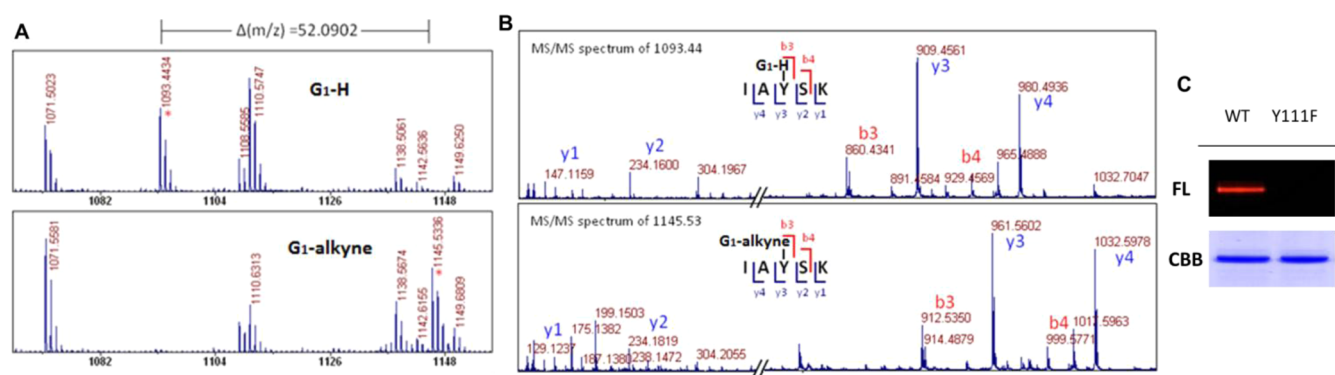 A
Δ(m/z) =52.0902
1071.5023
*1093.4434
G1-H
1108.5585
1110.5747
1138.5061
1142.5636
1149.6250
1082
1104
1126
1148
1071.5581
G1-alkyne
1110.6313
1138.5674
1142.6155
*1145.5336
1149.6809
1082
1104
1126
1148
B
MS/MS spectrum of 1093.44
b3
G1-H
b4
I A Y S K
y4 y3 y2 y1
y1
147.1159
y2
234.1600
304.1967
b3
860.4341
891.4584
909.4561
y3
b4
929.4569
965.4888
980.4936
y4
1032.7047
MS/MS spectrum of 1145.53
b3
G1-alkyne
b4
I A Y S K
y4 y3 y2 y1
y1
129.1237
175.1382
187.1380
199.1503
y2
234.1819
238.1472
304.2055
b3
912.5350
914.4879
961.5602
y3
b4
999.5771
1032.5978
y4
C
WT Y111F
FL
CBB